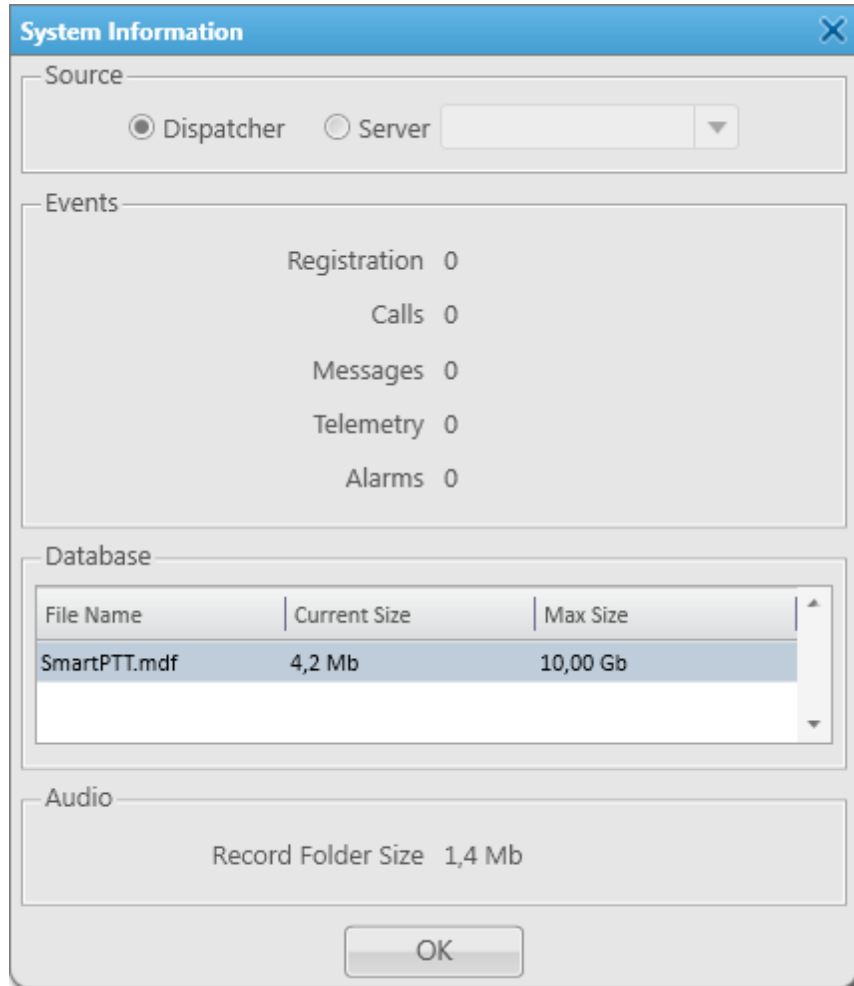 System Information
Source
Dispatcher Server
Events
Registration 0
Calls 0
Messages 0
Telemetry 0
Alarms 0
Database
File Name Current Size Max Size
SmartPTT.mdf 4,2 Mb 10,00 Gb
Audio
Record Folder Size 1,4 Mb
OK